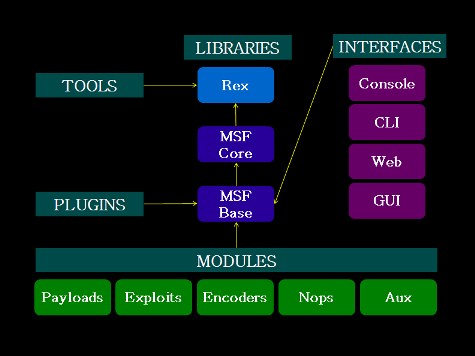 LIBRARIES
INTERFACES
TOOLS
Rex
Console
MSF
Core
CLI
Web
PLUGINS
MSF
Base
GUI
MODULES
Payloads
Exploits
Encoders
Nops
Aux